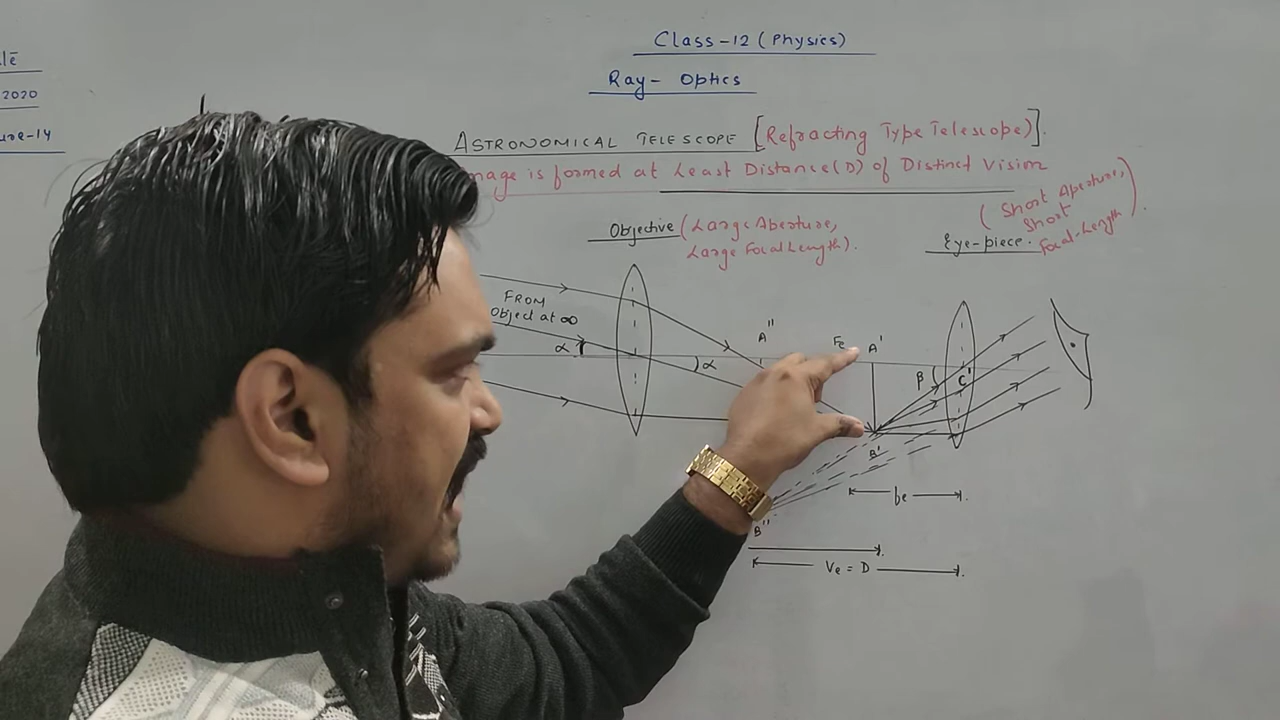 Class-12 (Physics)
Ray- Optics
2020
-14
ASTRONOMICAL TELESCOPE [Refracting Type Telescope)].
mage is formed at Least Distance(D) of Distinct Vision
Objective (Large Aperture,
Large Focal Length).
(Short Aperture,
Short
Focal-Length).
Eye-piece.
FROM
Object at ∞
α
α
A"
Fe
A'
β
C'
B'
fe
B"
Ve = D